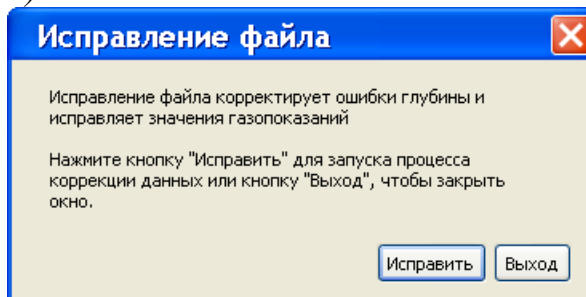 Исправление файла
Исправление файла корректирует ошибки глубины и
исправляет значения газопоказаний
Нажмите кнопку "Исправить" для запуска процесса
коррекции данных или кнопку "Выход", чтобы закрыть
окно.
Исправить Выход